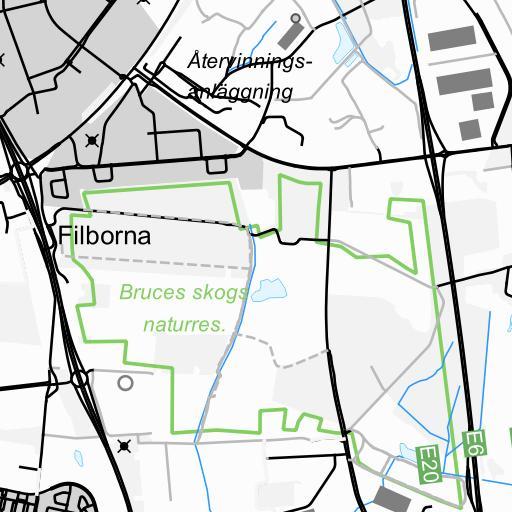 Återvinnings-
anläggning
Filborna
Bruces skogs
naturres.
E20
E6